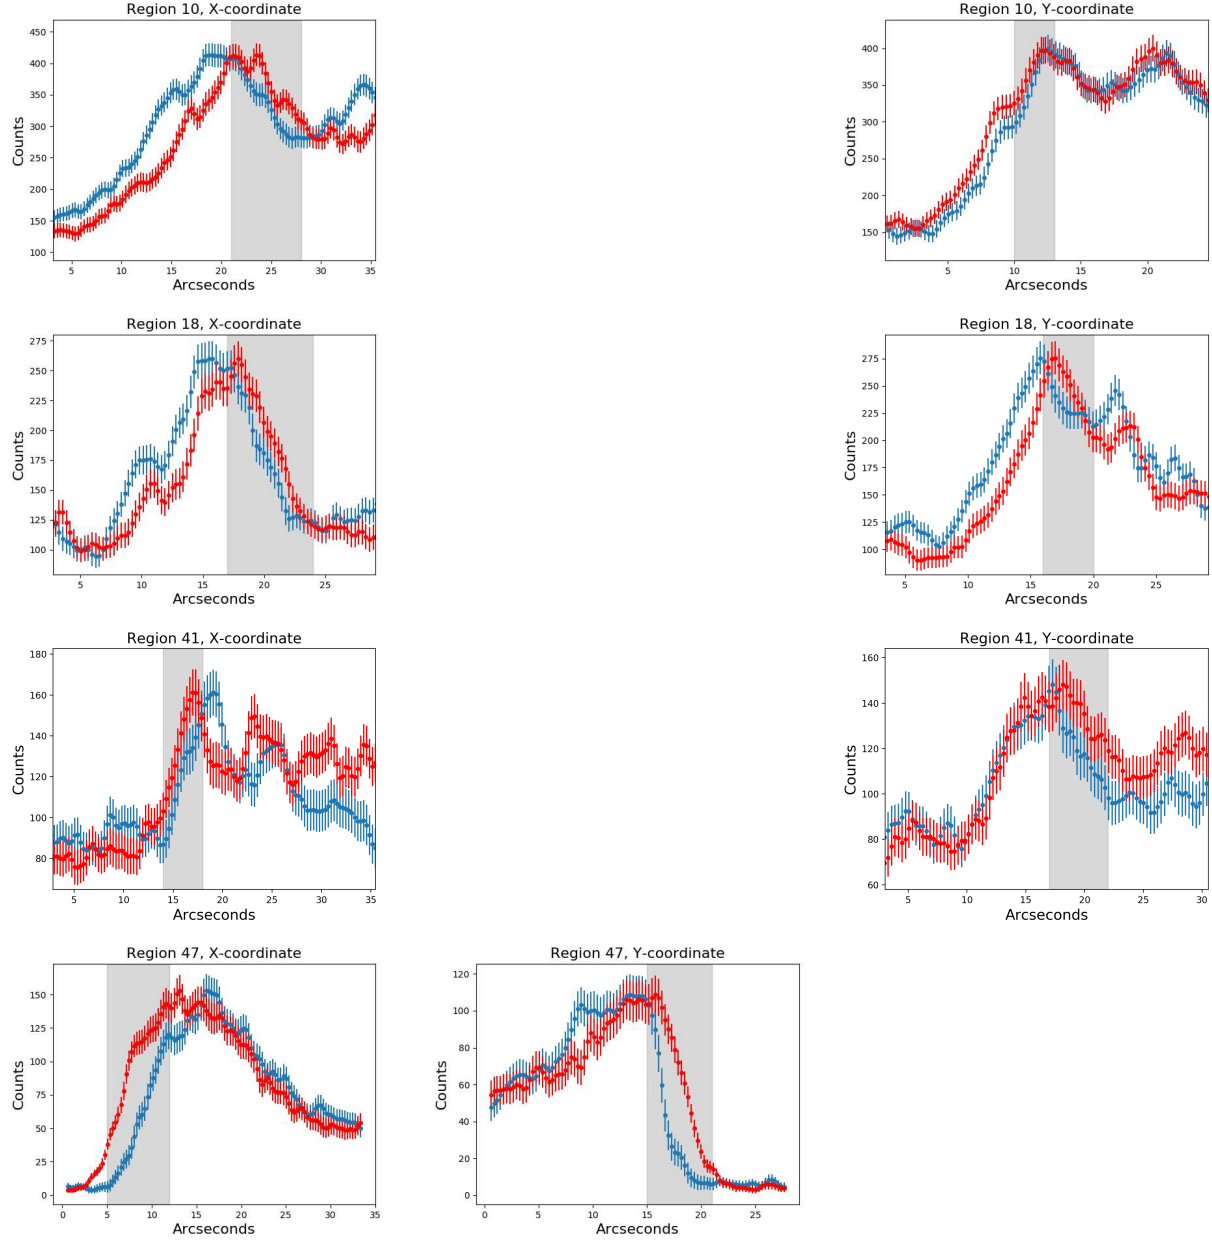 Region 10, X-coordinate
Counts
450
400
350
300
250
200
150
100
5 10 15 20 25 30 35
Arcseconds
Region 10, Y-coordinate
Counts
400
350
300
250
200
150
5 10 15 20
Arcseconds
Region 18, X-coordinate
Counts
275
250
225
200
175
150
125
100
5 10 15 20 25
Arcseconds
Region 18, Y-coordinate
Counts
275
250
225
200
175
150
125
100
5 10 15 20 25
Arcseconds
Region 41, X-coordinate
Counts
180
160
140
120
100
80
5 10 15 20 25 30 35
Arcseconds
Region 41, Y-coordinate
Counts
160
140
120
100
80
60
5 10 15 20 25 30
Arcseconds
Region 47, X-coordinate
Counts
150
125
100
75
50
25
0
0 5 10 15 20 25 30 35
Arcseconds
Region 47, Y-coordinate
Counts
120
100
80
60
40
20
0
0 5 10 15 20 25
Arcseconds